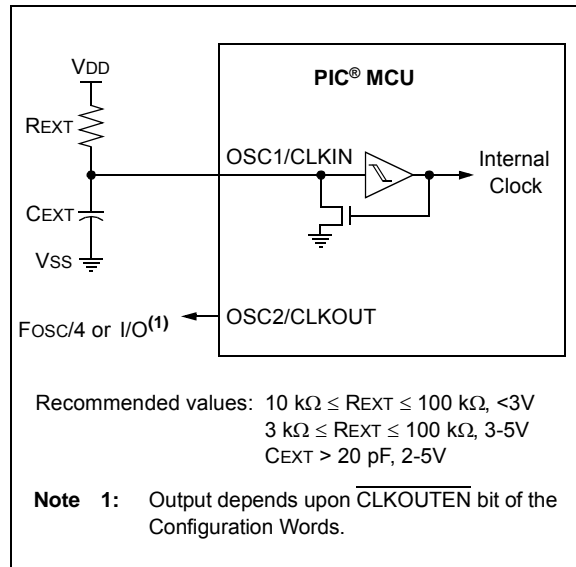 VDD
PIC® MCU
REXT
OSC1/CLKIN
Internal
Clock
CEXT
VSS
OSC2/CLKOUT
FOSC/4 or I/O(1)
Recommended values: 10 kΩ ≤ REXT ≤ 100 kΩ, <3V
3 kΩ ≤ REXT ≤ 100 kΩ, 3-5V
CEXT > 20 pF, 2-5V
Note 1: Output depends upon CLKOUTEN bit of the
Configuration Words.